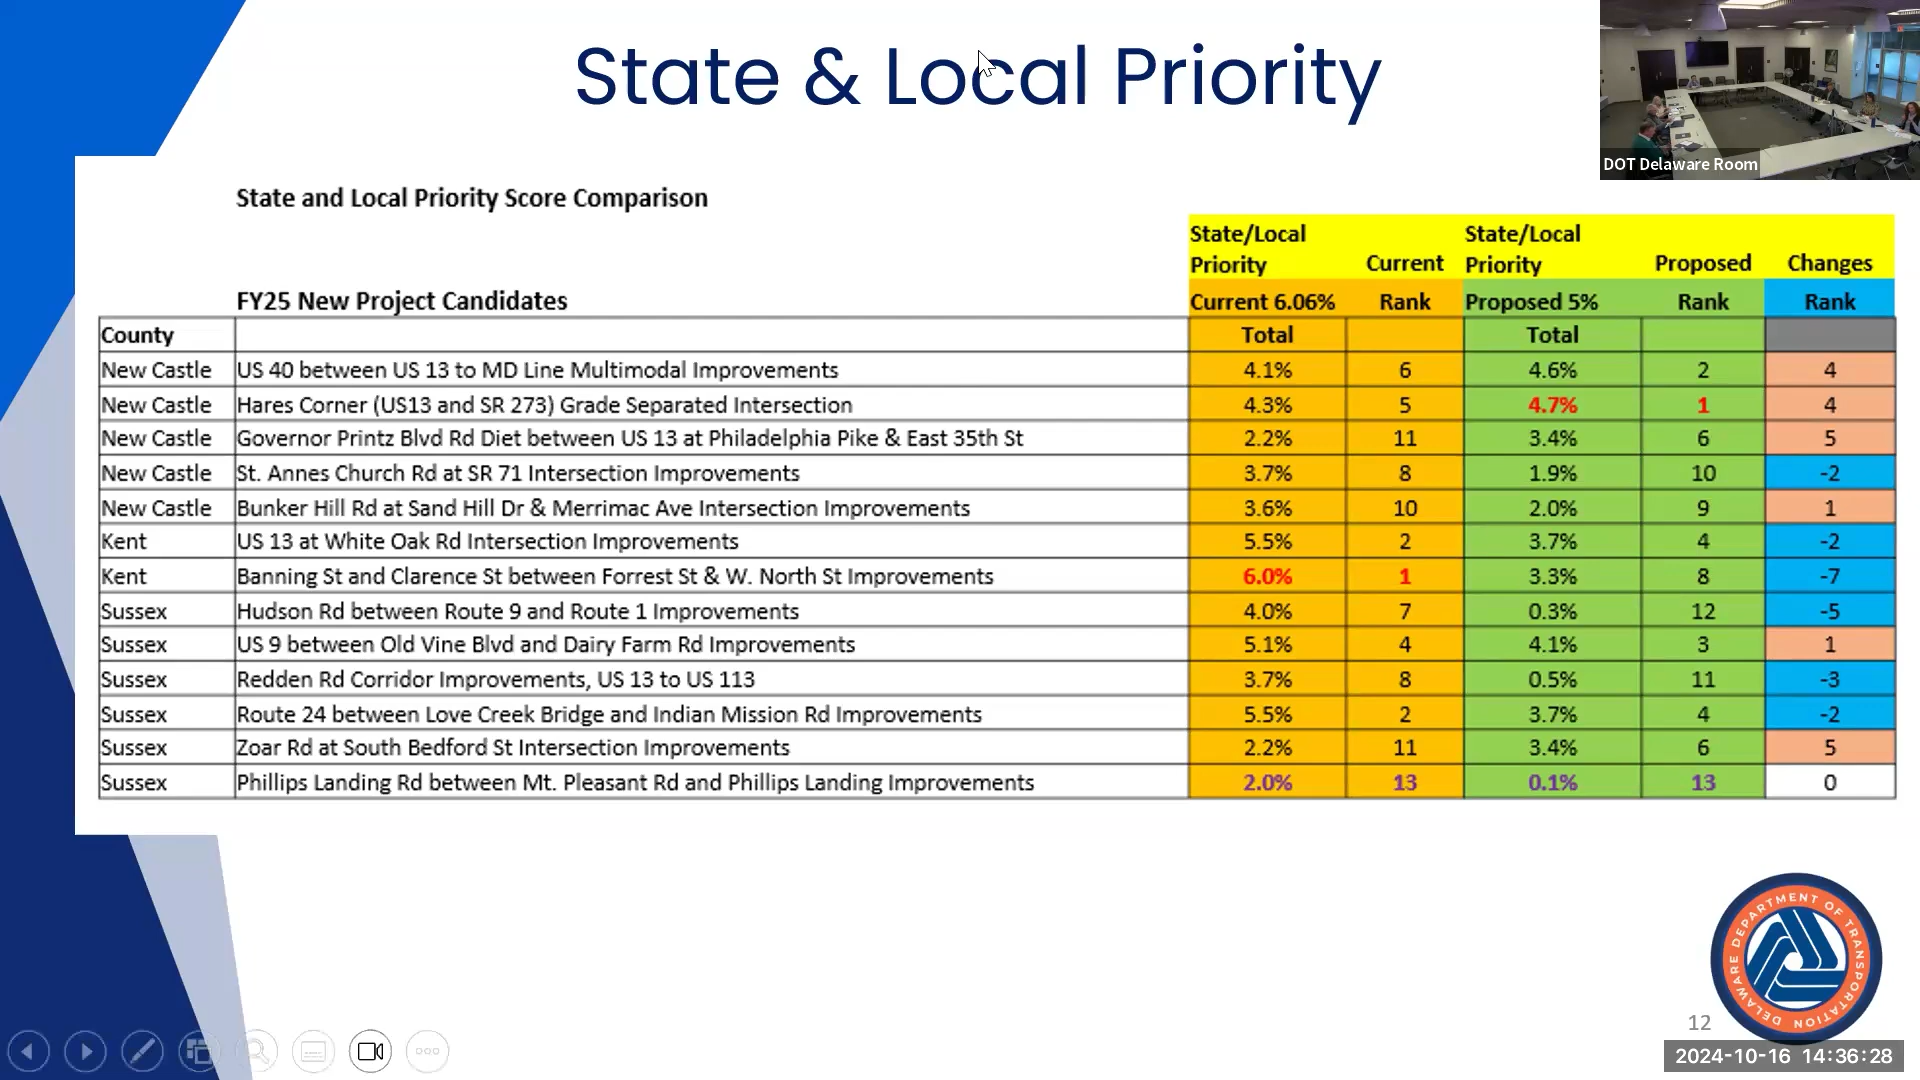 State & Local Priority
DOT Delaware Room
State and Local Priority Score Comparison
State/Local Priority Current State/Local Priority Proposed Changes
FY25 New Project Candidates Current 6.06% Rank Proposed 5% Rank Rank
County Total Total
New Castle US 40 between US 13 to MD Line Multimodal Improvements 4.1% 6 4.6% 2 4
New Castle Hares Corner (US13 and SR 273) Grade Separated Intersection 4.3% 5 4.7% 1 4
New Castle Governor Printz Blvd Rd Diet between US 13 at Philadelphia Pike & East 35th St 2.2% 11 3.4% 6 5
New Castle St. Annes Church Rd at SR 71 Intersection Improvements 3.7% 8 1.9% 10 -2
New Castle Bunker Hill Rd at Sand Hill Dr & Merrimac Ave Intersection Improvements 3.6% 10 2.0% 9 1
Kent US 13 at White Oak Rd Intersection Improvements 5.5% 2 3.7% 4 -2
Kent Banning St and Clarence St between Forrest St & W. North St Improvements 6.0% 1 3.3% 8 -7
Sussex Hudson Rd between Route 9 and Route 1 Improvements 4.0% 7 0.3% 12 -5
Sussex US 9 between Old Vine Blvd and Dairy Farm Rd Improvements 5.1% 4 4.1% 3 1
Sussex Redden Rd Corridor Improvements, US 13 to US 113 3.7% 8 0.5% 11 -3
Sussex Route 24 between Love Creek Bridge and Indian Mission Rd Improvements 5.5% 2 3.7% 4 -2
Sussex Zoar Rd at South Bedford St Intersection Improvements 2.2% 11 3.4% 6 5
Sussex Phillips Landing Rd between Mt. Pleasant Rd and Phillips Landing Improvements 2.0% 13 0.1% 13 0
DELAWARE DEPARTMENT OF TRANSPORTATION
12
2024-10-16 14:36:28